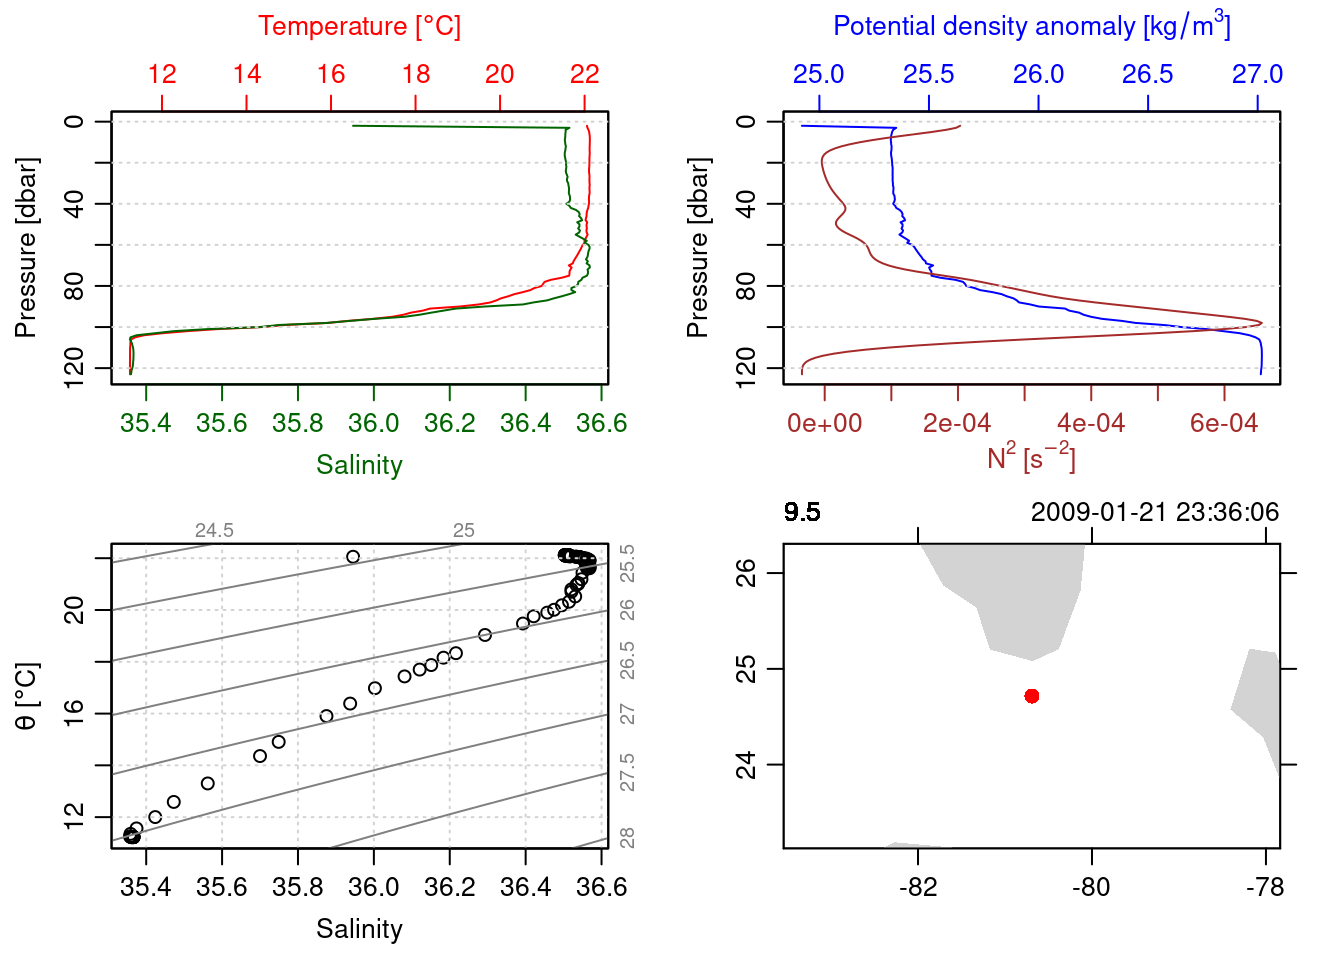 Temperature [°C]
12 14 16 18 20 22
Pressure [dbar]
0 40 80 120
35.4 35.6 35.8 36.0 36.2 36.4 36.6
Salinity
Potential density anomaly [kg/m³]
25.0 25.5 26.0 26.5 27.0
Pressure [dbar]
0 40 80 120
0e+00 2e-04 4e-04 6e-04
N² [s⁻²]
24.5 25
θ [°C]
20 16 12
25.5 26 26.5 27 27.5 28
35.4 35.6 35.8 36.0 36.2 36.4 36.6
Salinity
9.5 2009-01-21 23:36:06
26 25 24
-82 -80 -78